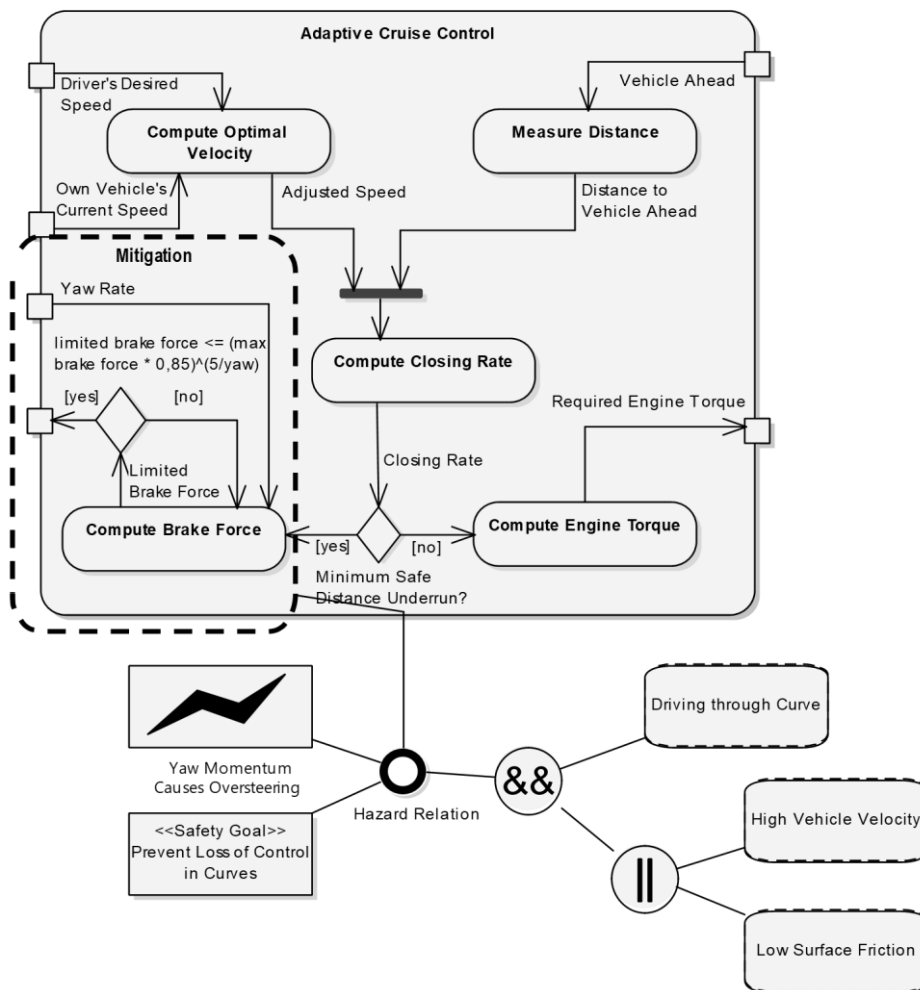 Adaptive Cruise Control
Driver's Desired
Speed
Vehicle Ahead
Compute Optimal
Velocity
Measure Distance
Own Vehicle's
Current Speed
Adjusted Speed
Distance to
Vehicle Ahead
Mitigation
Yaw Rate
limited brake force <= (max
brake force * 0,85)^(5/yaw)
[yes]
[no]
Compute Closing Rate
Required Engine Torque
Closing Rate
Limited
Brake Force
Compute Brake Force
Compute Engine Torque
[yes]
[no]
Minimum Safe
Distance Underrun?
Yaw Momentum
Causes Oversteering
Hazard Relation
&&
Driving through Curve
<<Safety Goal>>
Prevent Loss of Control
in Curves
High Vehicle Velocity
||
Low Surface Friction